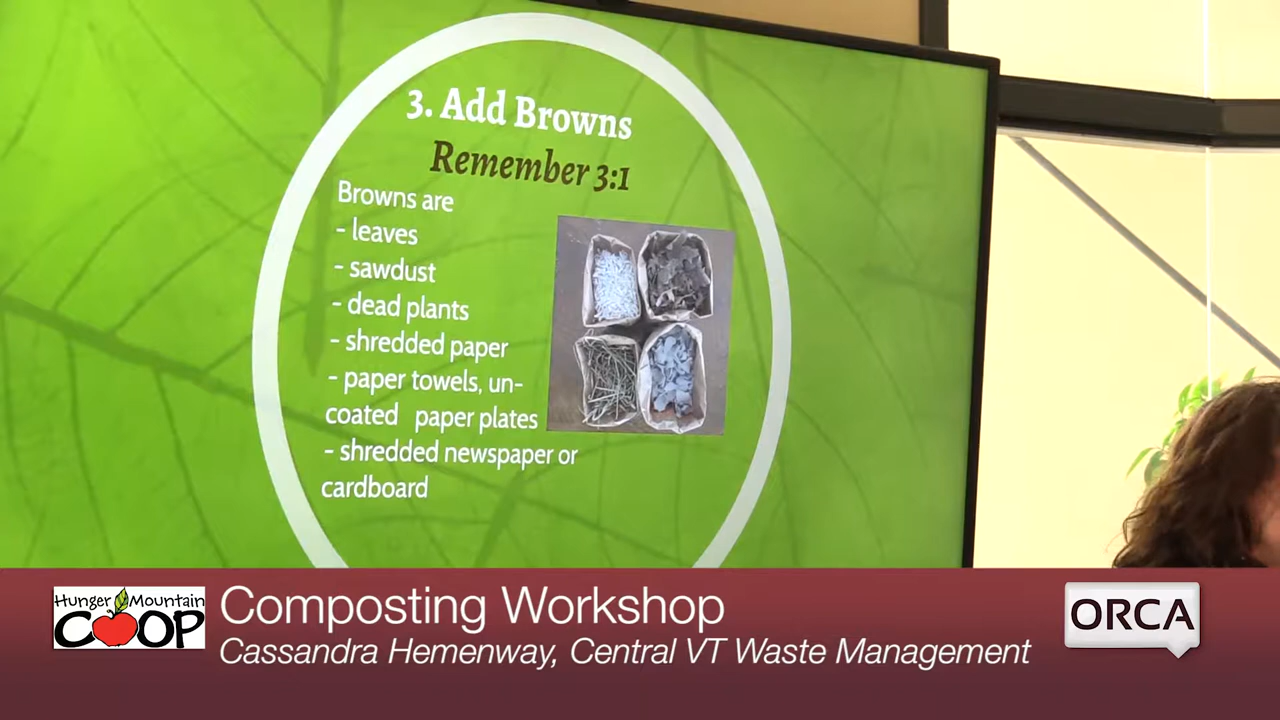 3. Add Browns
Remember 3:1
Browns are
- leaves
- sawdust
- dead plants
- shredded paper
- paper towels, un-
coated paper plates
- shredded newspaper or
cardboard
Hunger Mountain
COOP
Composting Workshop
Cassandra Hemenway, Central VT Waste Management
ORCA